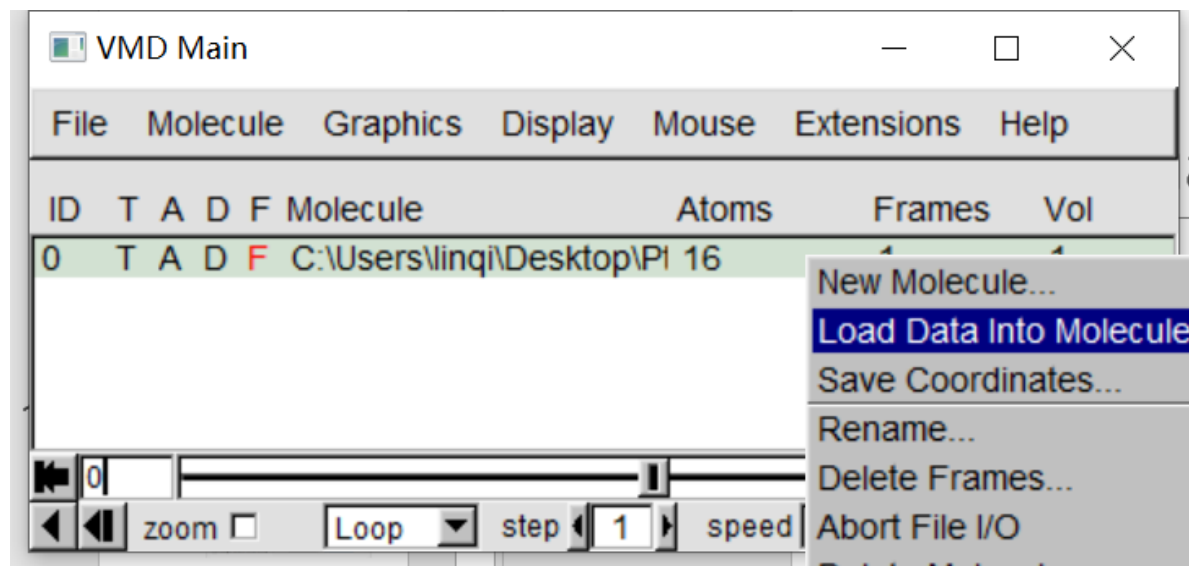 VMD Main
File Molecule Graphics Display Mouse Extensions Help
ID T A D F Molecule Atoms Frames Vol
0 T A D F C:\Users\linqi\Desktop\Pt 16
New Molecule...
Load Data Into Molecule
Save Coordinates...
Rename...
Delete Frames...
Abort File I/O
0
zoom Loop step 1 speed